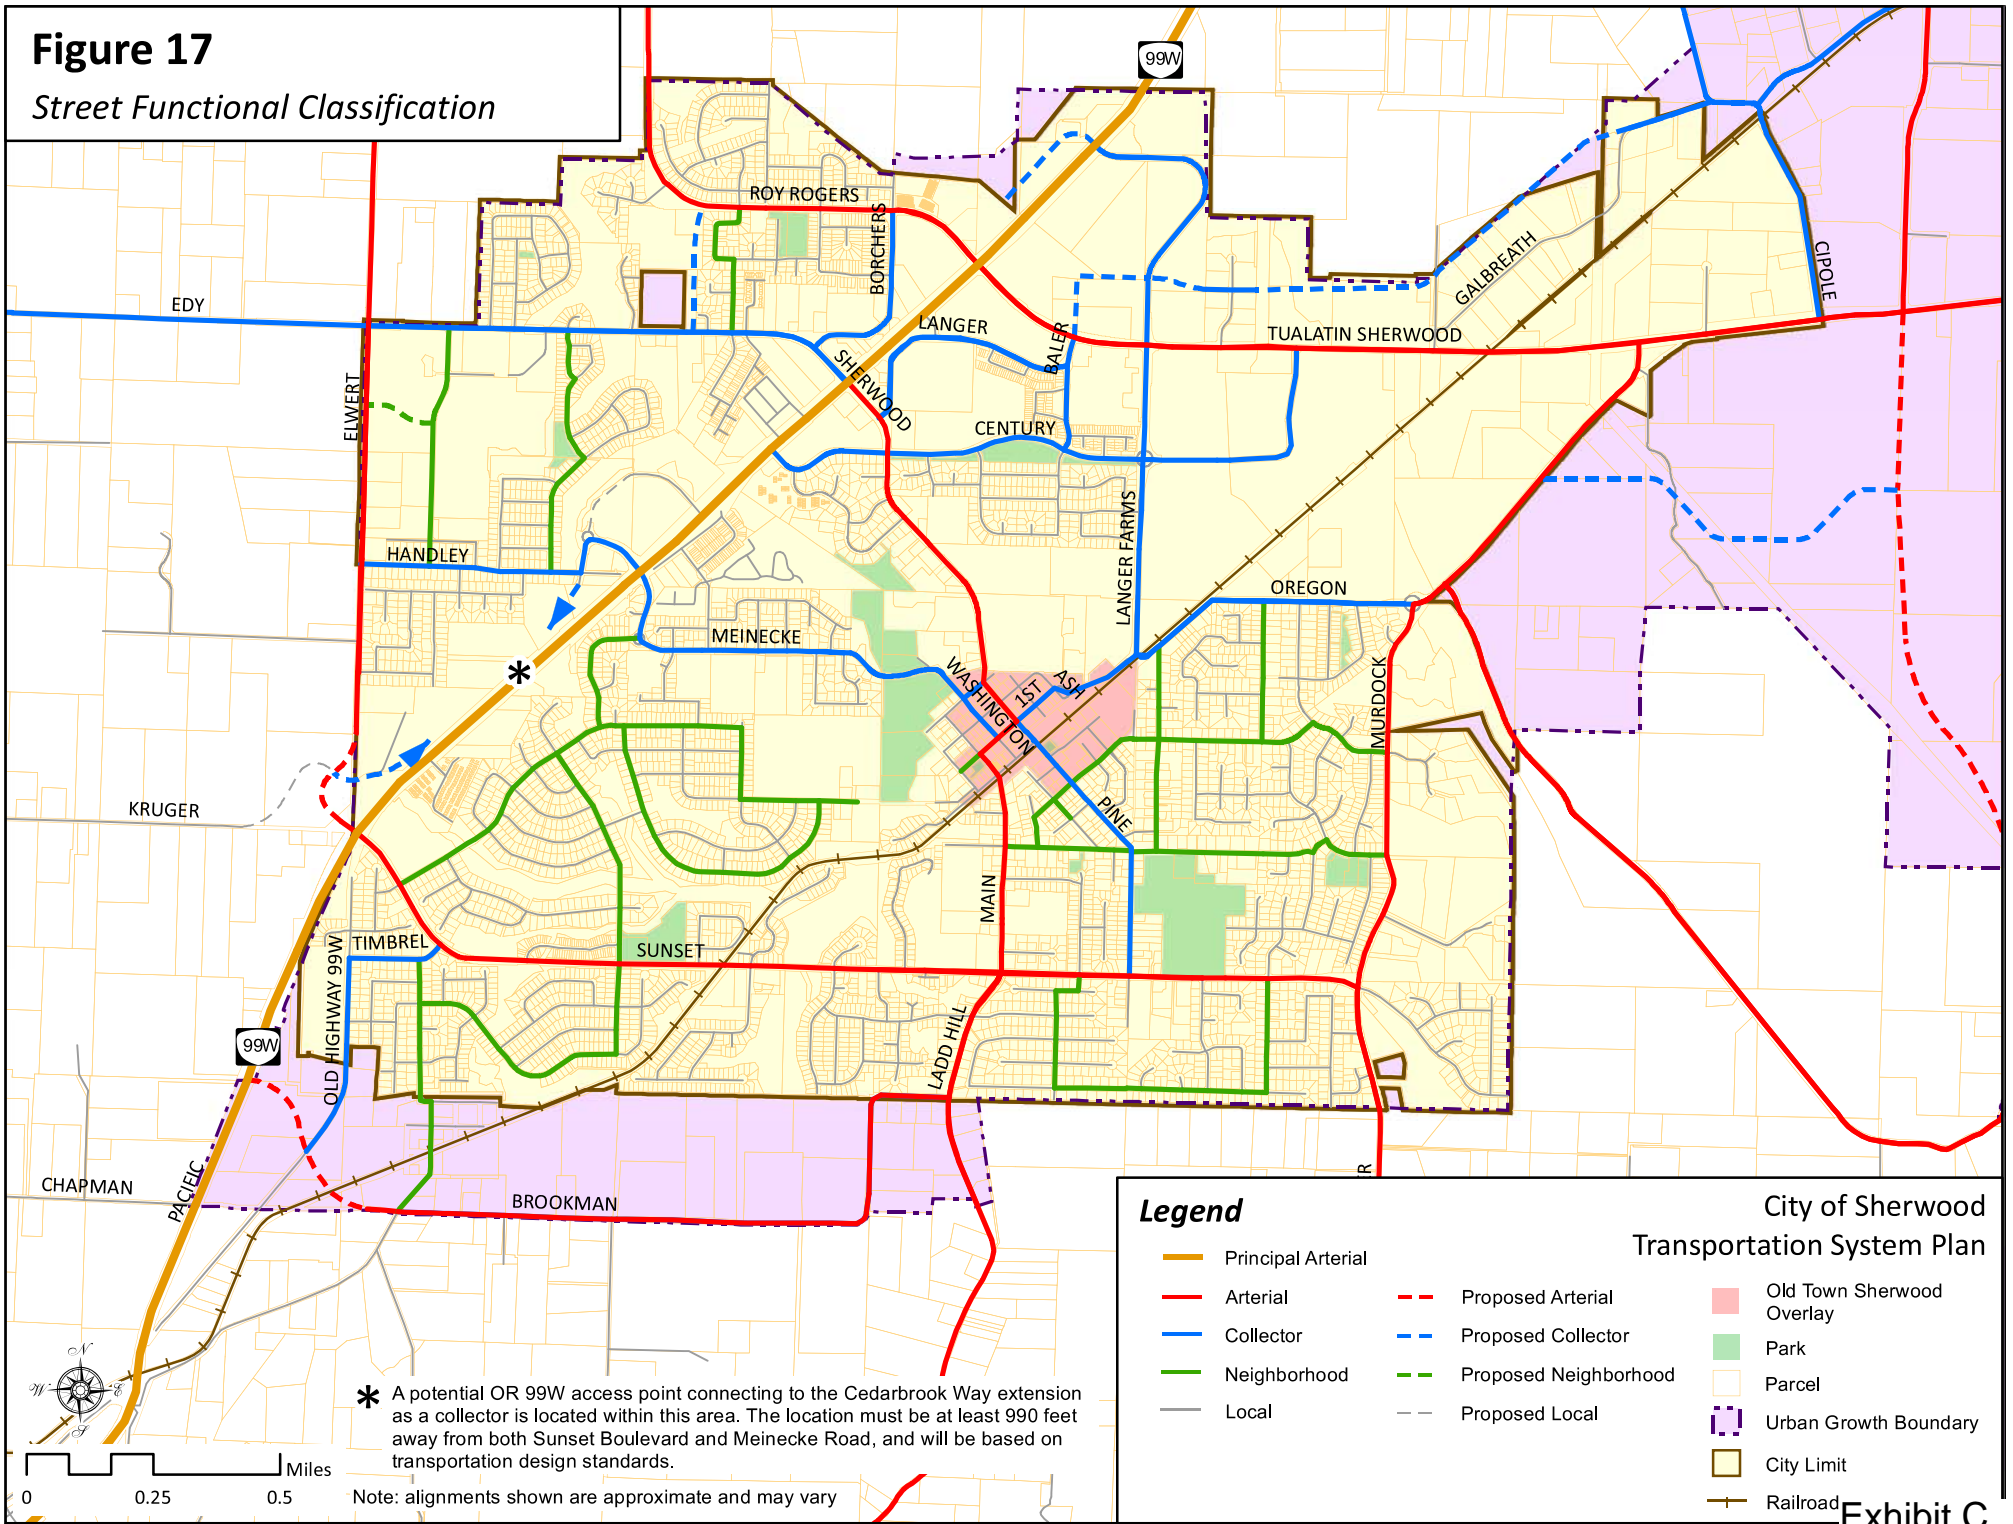 Figure 17
Street Functional Classification
99W
ROY ROGERS
BORCHERS
GALBREATH
CIPOLE
EDY
LANGER
BALER
TUALATIN SHERWOOD
SHERWOOD
ELWERT
CENTURY
LANGER FARMS
HANDLEY
OREGON
MEINECKE
WASHINGTON
1ST
ASH
MURDOCK
*
KRUGER
PINE
MAIN
TIMBREL
SUNSET
OLD HIGHWAY 99W
99W
LADD HILL
PACIFIC
CHAPMAN
BROOKMAN
ER
Legend
City of Sherwood
Transportation System Plan
Principal Arterial
Arterial
Collector
Neighborhood
Local
Proposed Arterial
Proposed Collector
Proposed Neighborhood
Proposed Local
Old Town Sherwood
Overlay
Park
Parcel
Urban Growth Boundary
City Limit
Railroad
Exhibit C
N
W E
S
* A potential OR 99W access point connecting to the Cedarbrook Way extension
as a collector is located within this area. The location must be at least 990 feet
away from both Sunset Boulevard and Meinecke Road, and will be based on
transportation design standards.
Miles
0 0.25 0.5
Note: alignments shown are approximate and may vary